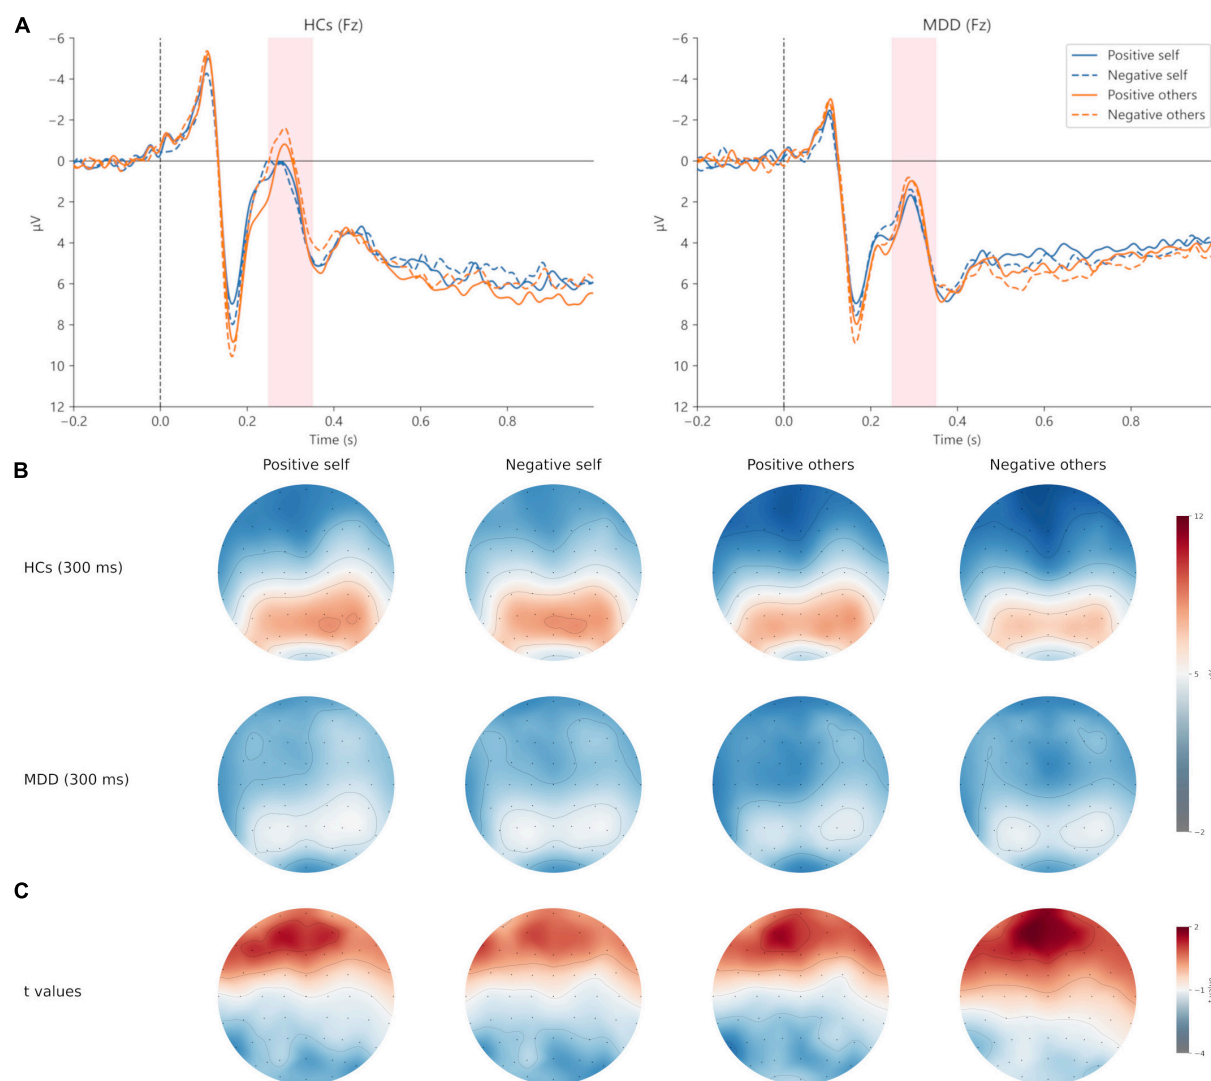 A
HCs (Fz)
MDD (Fz)
−6
−4
−2
0
2
4
6
8
10
12
µV
−0.2
0.0
0.2
0.4
0.6
0.8
Time (s)
−6
−4
−2
0
2
4
6
8
10
12
µV
−0.2
0.0
0.2
0.4
0.6
0.8
Time (s)
Positive self
Negative self
Positive others
Negative others
B
Positive self
Negative self
Positive others
Negative others
HCs (300 ms)
MDD (300 ms)
12
5
−2
C
t values
2
−1
−4